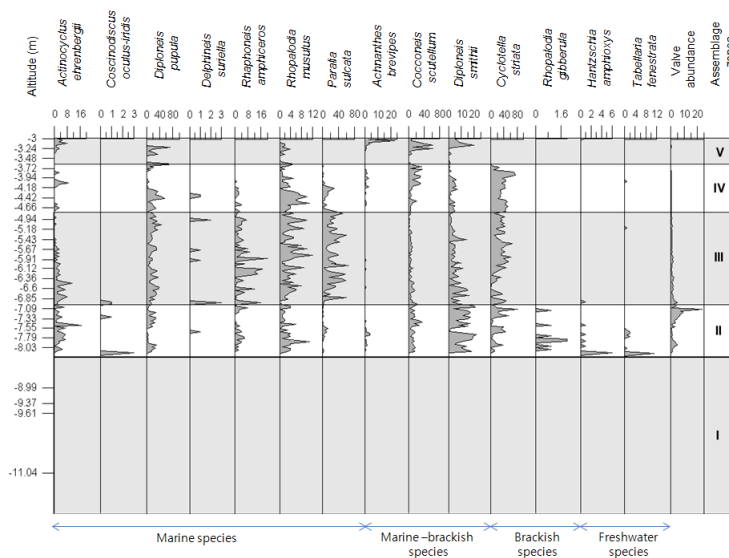 Altitude (m)
Actinocyctus
ehrenbergii
Coscinodiscus
ocutus-iridis
Diploneis
pupula
Delphineis
suriella
Rhaphoneis
amphiceros
Rhopalodia
musutus
Paralia
sulcata
Achnanthes
brevipes
Cocconeis
scutellum
Diploneis
smithii
Cyclotella
striata
Rhopalodia
gibberula
Hantzschia
amphioxys
Tabellaria
fenestrata
Valve
abundance
Assemblage
0 8 16 0 1 2 3 0 40 80 0 1 2 3 0 8 16 0 4 8 12 0 40 80 0 10 20 0 40 80 0 10 20 0 40 80 0 1.6 0 2 4 6 0 4 8 12 0 10 20
-3
-3.24
-3.48
-3.72
-3.94
-4.18
-4.42
-4.66
-4.94
-5.18
-5.43
-5.67
-5.91
-6.12
-6.36
-6.6
-6.85
-7.09
-7.33
-7.55
-7.79
-8.03
-8.99
-9.37
-9.61
-11.04
V
IV
III
II
I
Marine species
Marine –brackish
species
Brackish
species
Freshwater
species